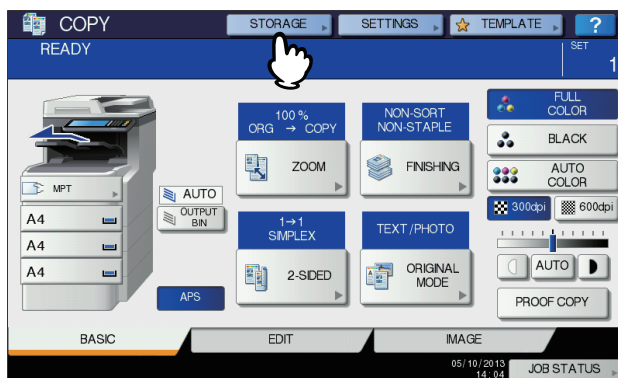 COPY
STORAGE
SETTINGS
TEMPLATE
?
READY
SET
1
100 %
ORG → COPY
NON-SORT
NON-STAPLE
FULL
COLOR
ZOOM
FINISHING
BLACK
MPT
AUTO
AUTO
COLOR
OUTPUT
BIN
300dpi
600dpi
A4
1→1
SIMPLEX
TEXT/PHOTO
A4
2-SIDED
ORIGINAL
MODE
AUTO
A4
APS
PROOF COPY
BASIC
EDIT
IMAGE
05/10/2013
14:04
JOB STATUS